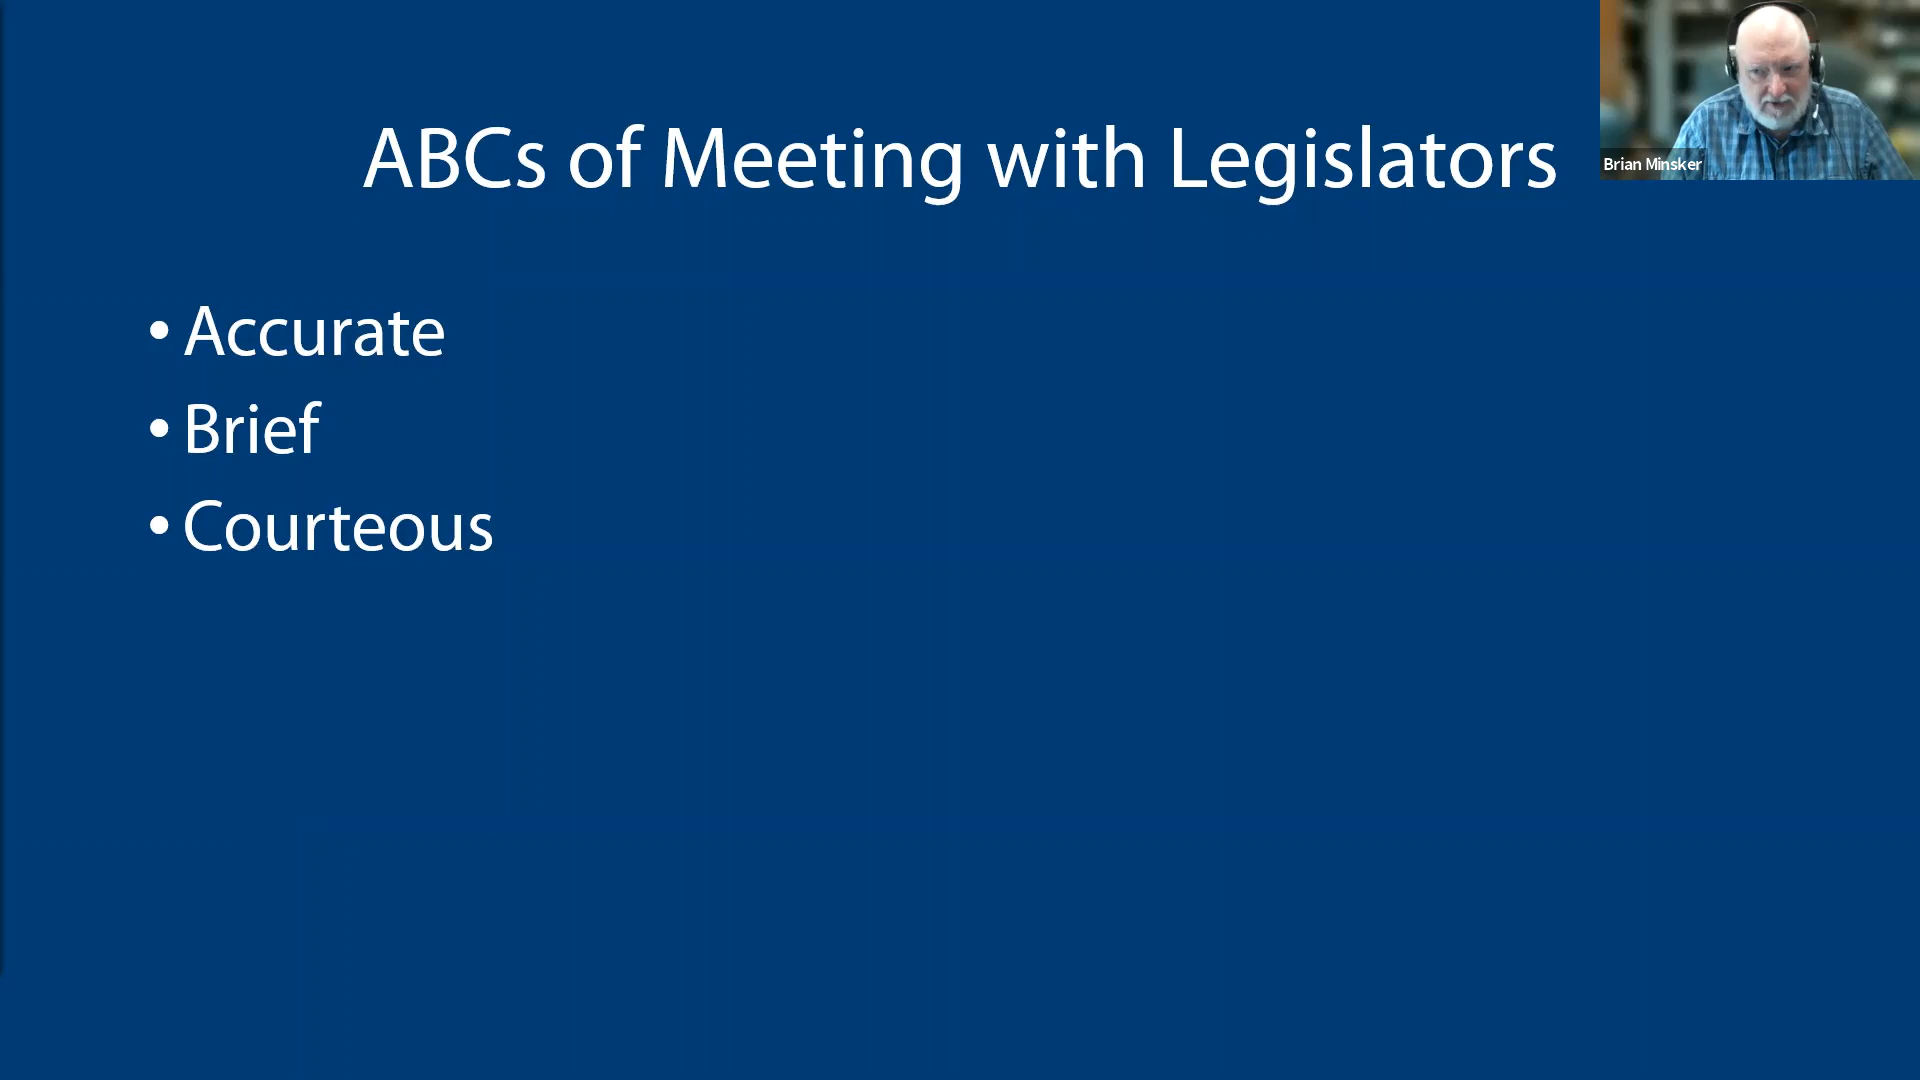 ABCs of Meeting with Legislators
Brian Minsker
• Accurate
• Brief
• Courteous